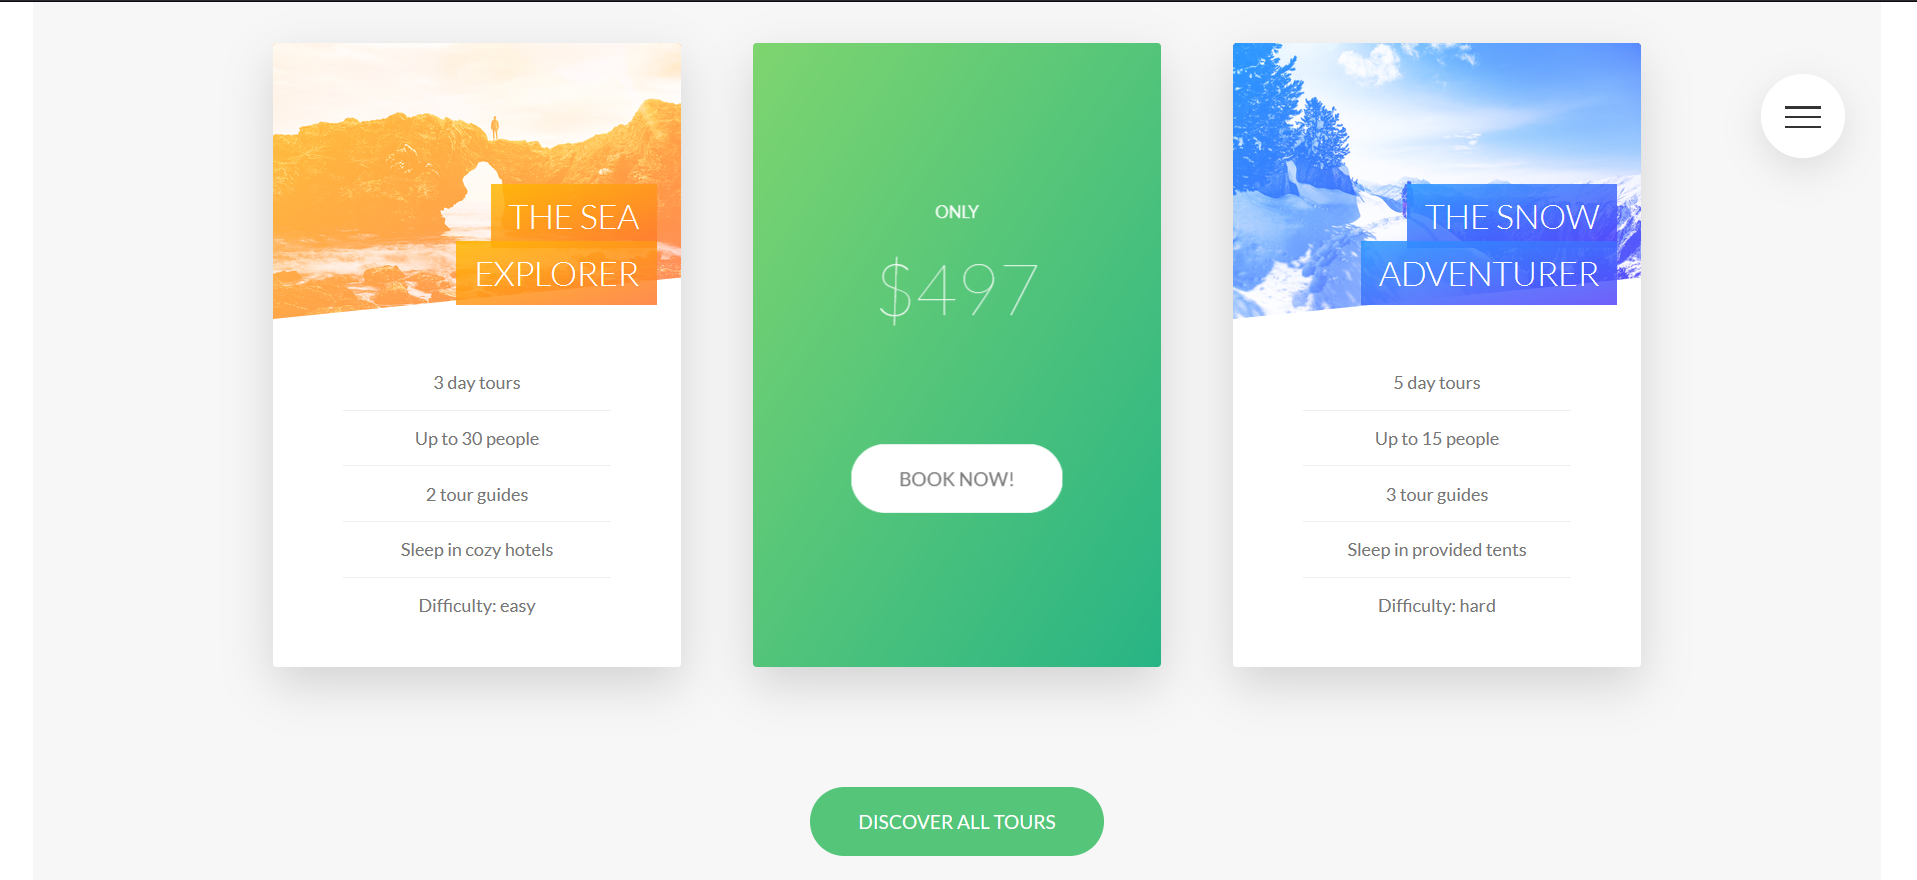 THE SEA
EXPLORER
3 day tours
Up to 30 people
2 tour guides
Sleep in cozy hotels
Difficulty: easy
ONLY
$497
BOOK NOW!
THE SNOW
ADVENTURER
5 day tours
Up to 15 people
3 tour guides
Sleep in provided tents
Difficulty: hard
DISCOVER ALL TOURS